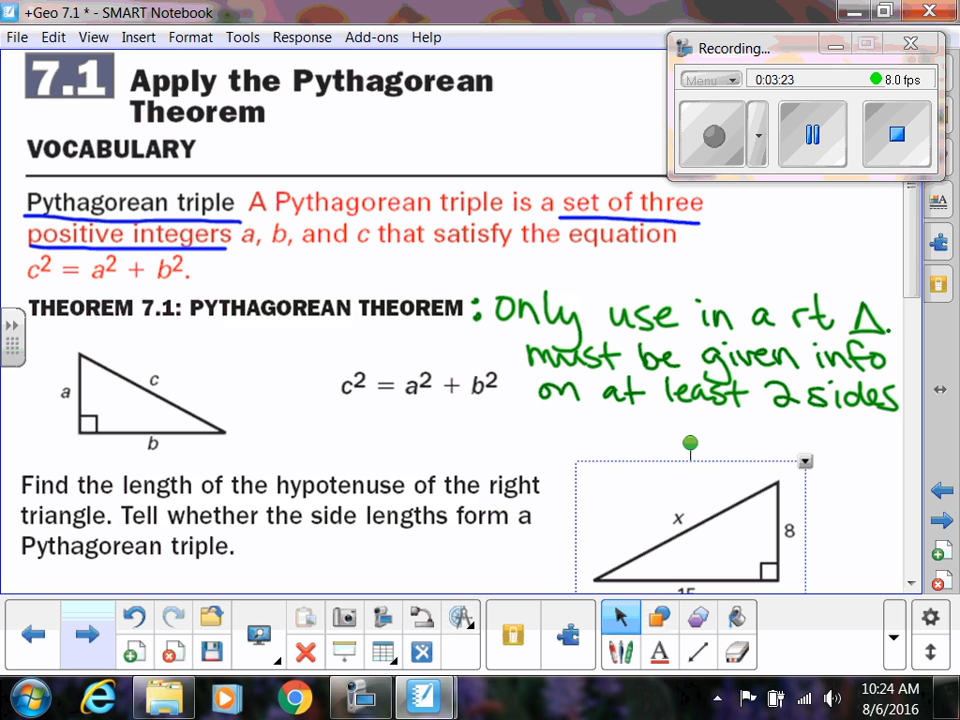 +Geo 7.1 * - SMART Notebook
File Edit View Insert Format Tools Response Add-ons Help
Recording...
Menu 0:03:23 8.0 fps
7.1 Apply the Pythagorean
Theorem
VOCABULARY
Pythagorean triple A Pythagorean triple is a set of three
positive integers a, b, and c that satisfy the equation
c² = a² + b².
THEOREM 7.1: PYTHAGOREAN THEOREM : Only use in a rt Δ.
must be given info
on at least 2 sides
a c
b
c² = a² + b²
Find the length of the hypotenuse of the right
triangle. Tell whether the side lengths form a
Pythagorean triple.
x 8
15
10:24 AM
8/6/2016